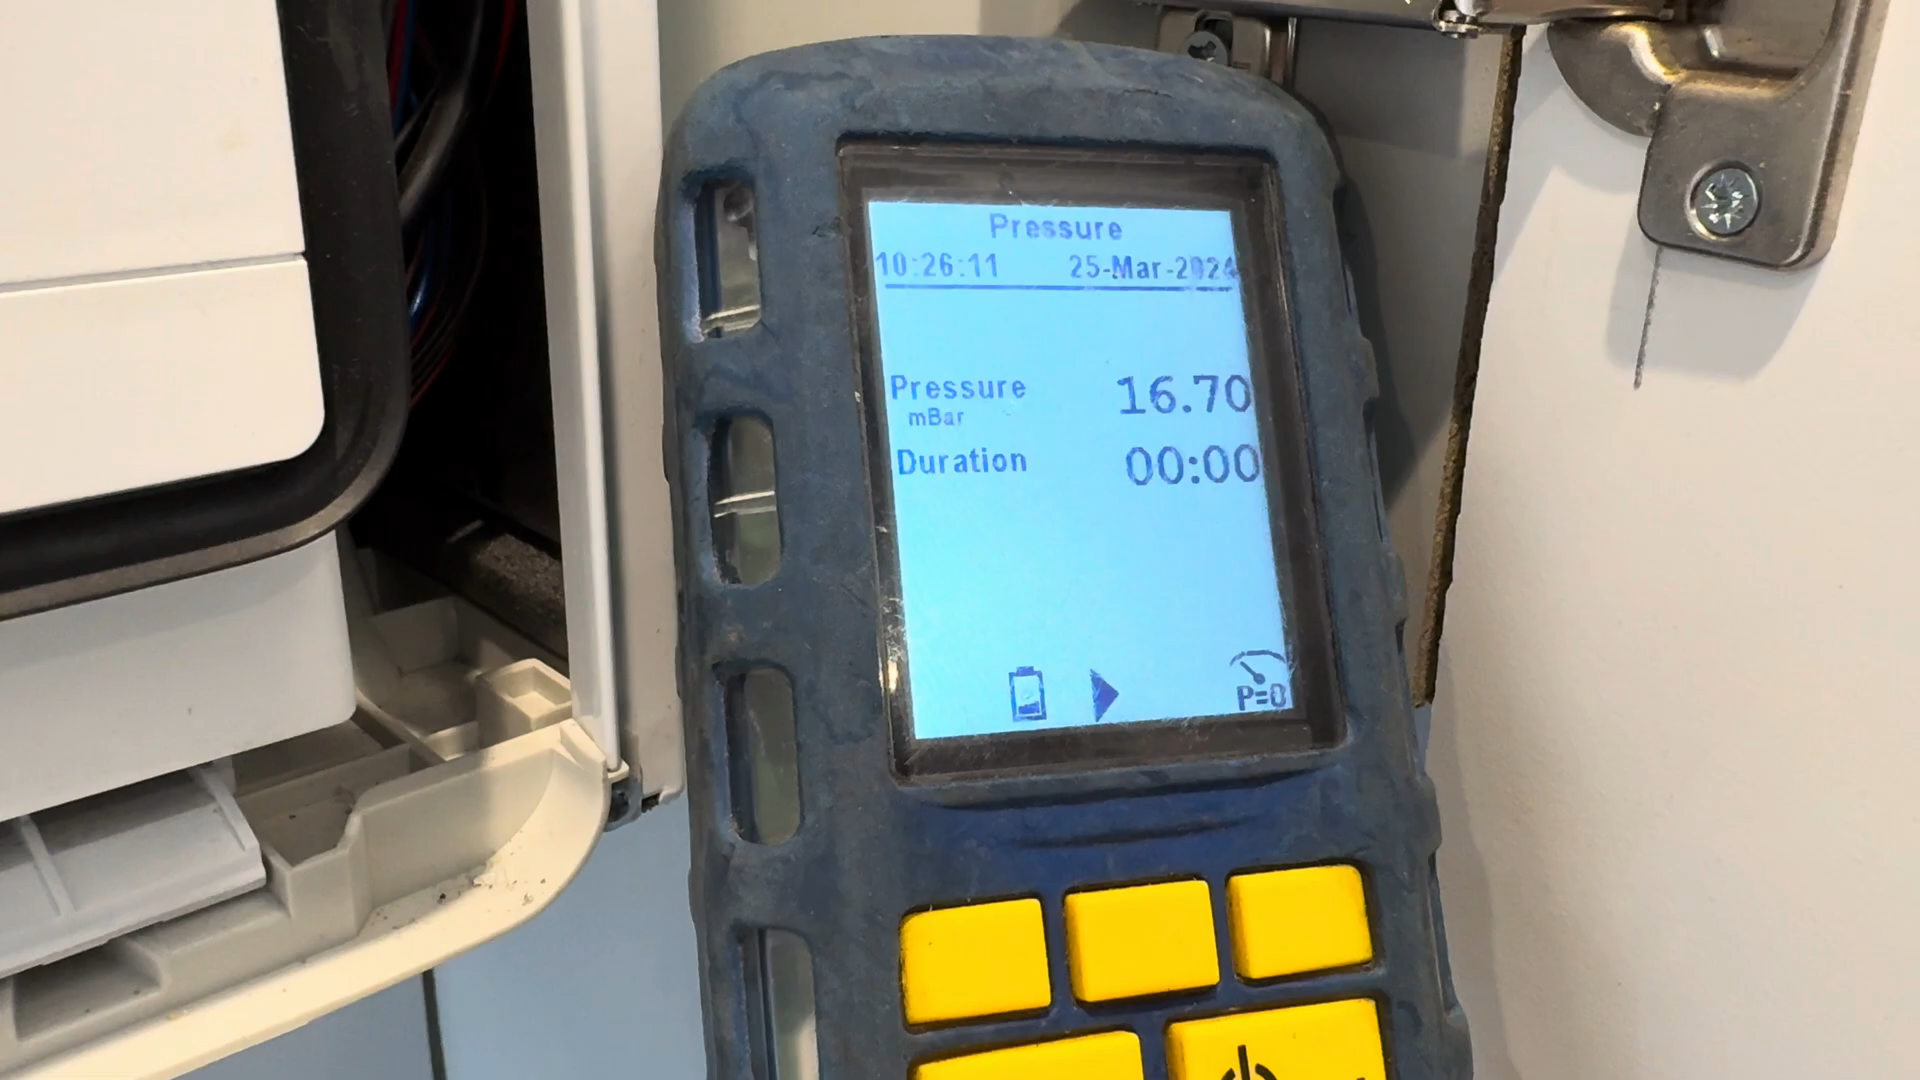 Pressure
10:26:11 25-Mar-2024
Pressure 16.70
mBar
Duration 00:00
P=0